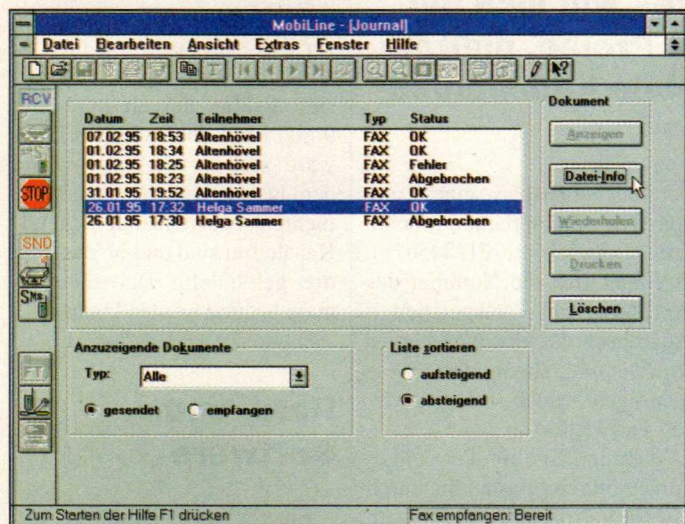 MobiLine - [Journal]
Datei Bearbeiten Ansicht Extras Fenster Hilfe
RCV
STOP
SND
SMs
FT
Datum Zeit Teilnehmer Typ Status
07.02.95 18:53 Altenhövel FAX OK
01.02.95 18:34 Altenhövel FAX OK
01.02.95 18:25 Altenhövel FAX Fehler
01.02.95 18:23 Altenhövel FAX Abgebrochen
31.01.95 19:52 Altenhövel FAX OK
26.01.95 17:32 Helga Sammer FAX OK
26.01.95 17:30 Helga Sammer FAX Abgebrochen
Dokument
Anzeigen
Datei-Info
Wiederholen
Drucken
Löschen
Anzuzeigende Dokumente
Typ: Alle
gesendet empfangen
Liste sortieren
aufsteigend
absteigend
Zum Starten der Hilfe F1 drücken Fax empfangen: Bereit